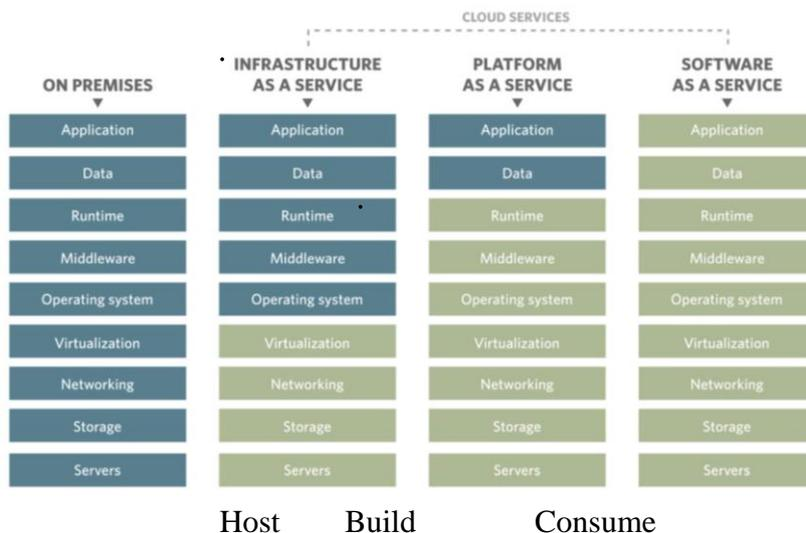 CLOUD SERVICES
ON PREMISES
Application
Data
Runtime
Middleware
Operating system
Virtualization
Networking
Storage
Servers
INFRASTRUCTURE
AS A SERVICE
Application
Data
Runtime
Middleware
Operating system
Virtualization
Networking
Storage
Servers
PLATFORM
AS A SERVICE
Application
Data
Runtime
Middleware
Operating system
Virtualization
Networking
Storage
Servers
SOFTWARE
AS A SERVICE
Application
Data
Runtime
Middleware
Operating system
Virtualization
Networking
Storage
Servers
Host Build Consume